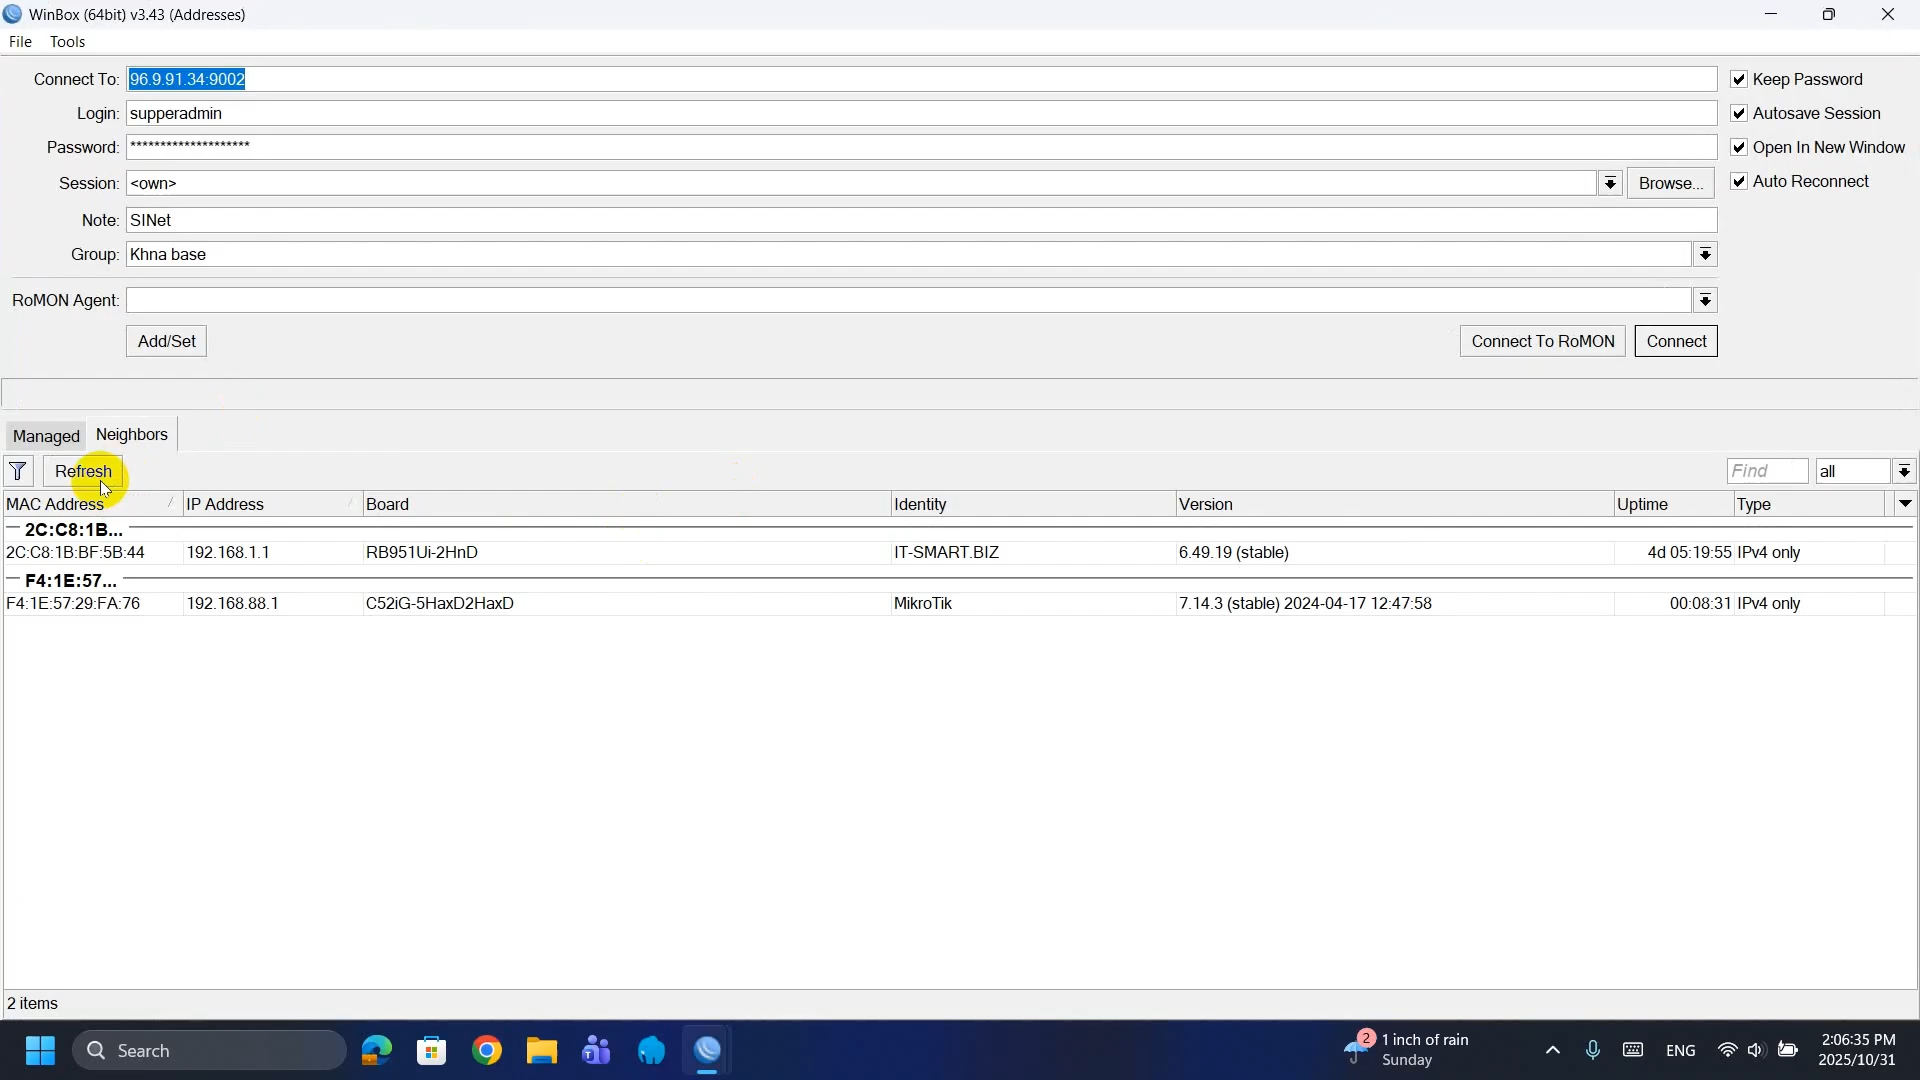 WinBox (64bit) v3.43 (Addresses)
File Tools
Connect To: 96.9.91.34:9002
Keep Password
Login: supperadmin
Autosave Session
Password: ********************
Open In New Window
Session: <own> Browse...
Auto Reconnect
Note: SINet
Group: Khna base
RoMON Agent:
Add/Set Connect To RoMON Connect
Managed Neighbors
Refresh Find all
MAC Address IP Address Board Identity Version Uptime Type
2C:C8:1B...
2C:C8:1B:BF:5B:44 192.168.1.1 RB951Ui-2HnD IT-SMART.BIZ 6.49.19 (stable) 4d 05:19:55 IPv4 only
F4:1E:57...
F4:1E:57:29:FA:76 192.168.88.1 C52iG-5HaxD2HaxD MikroTik 7.14.3 (stable) 2024-04-17 12:47:58 00:08:31 IPv4 only
2 items
Search
2
1 inch of rain
Sunday
ENG
2:06:35 PM
2025/10/31